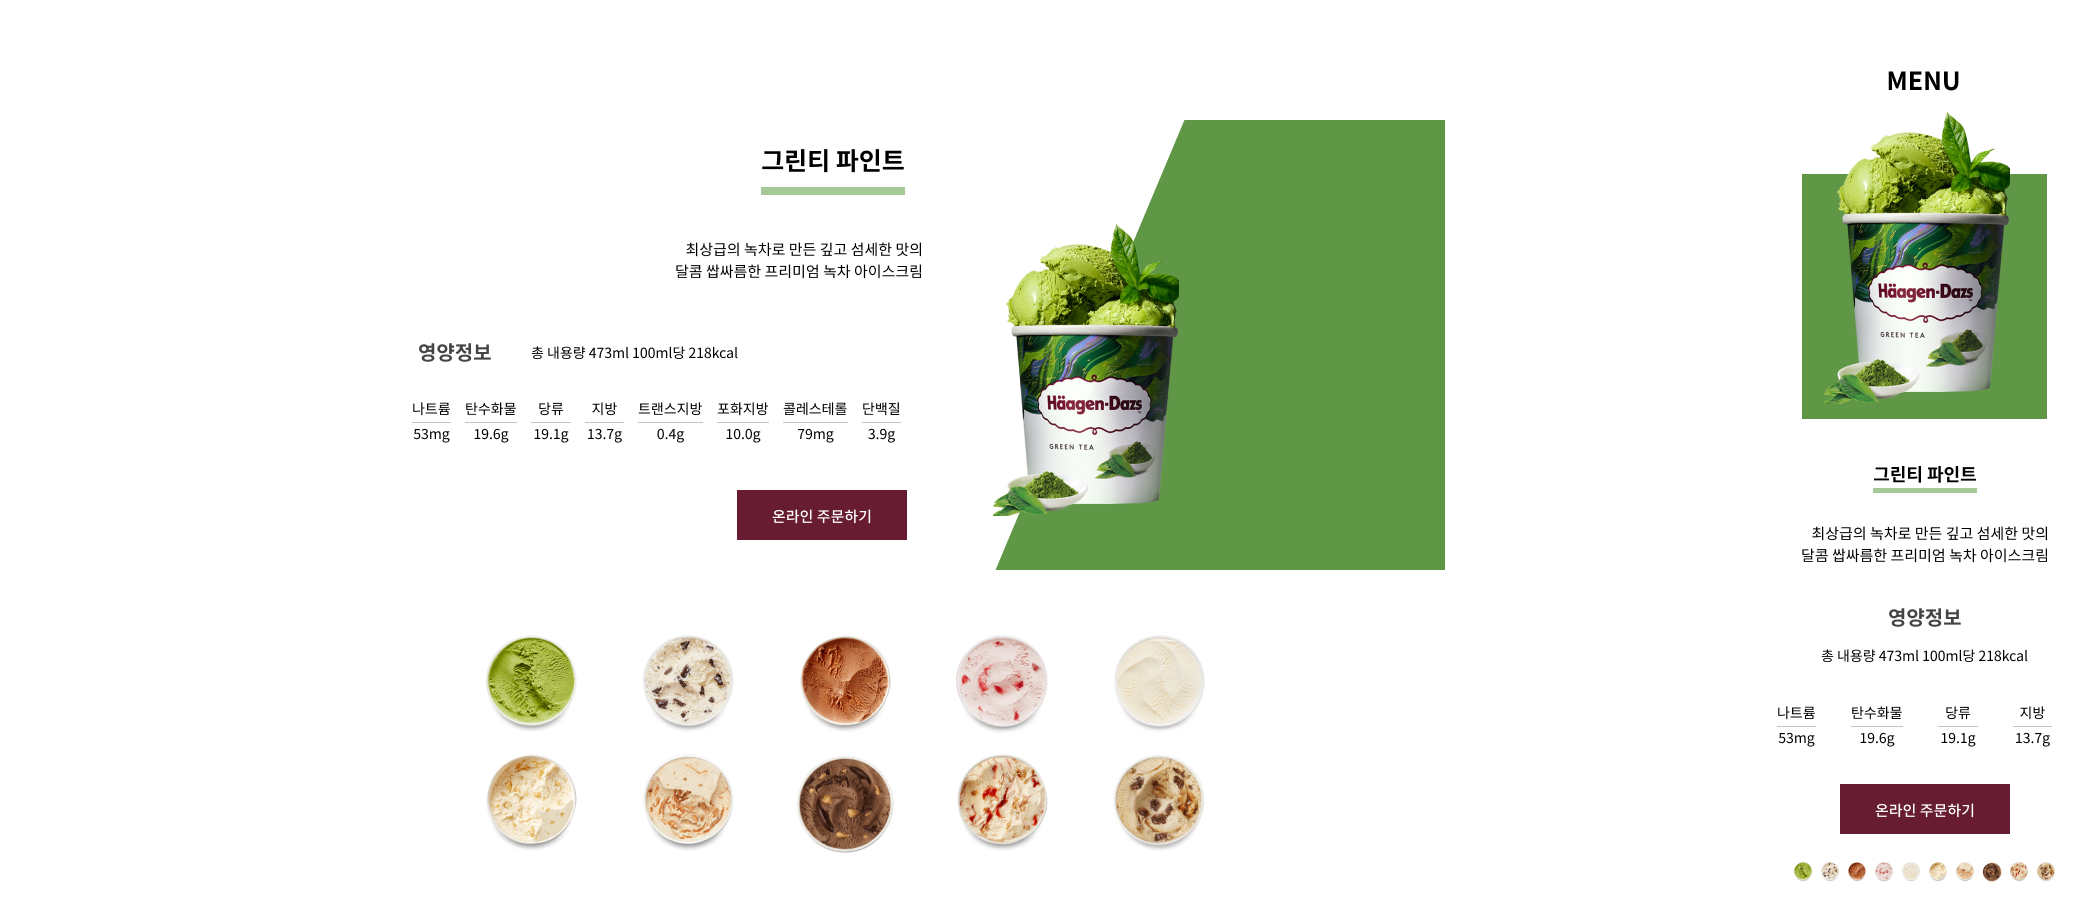 그린티 파인트
최상급의 녹차로 만든 깊고 섬세한 맛의
달콤 쌉싸름한 프리미엄 녹차 아이스크림
영양정보 총 내용량 473ml 100ml당 218kcal
나트륨 탄수화물 당류 지방 트랜스지방 포화지방 콜레스테롤 단백질
53mg 19.6g 19.1g 13.7g 0.4g 10.0g 79mg 3.9g
온라인 주문하기
Häagen-Dazs
GREEN TEA
MENU
Häagen-Dazs
GREEN TEA
그린티 파인트
최상급의 녹차로 만든 깊고 섬세한 맛의
달콤 쌉싸름한 프리미엄 녹차 아이스크림
영양정보
총 내용량 473ml 100ml당 218kcal
나트륨 탄수화물 당류 지방
53mg 19.6g 19.1g 13.7g
온라인 주문하기